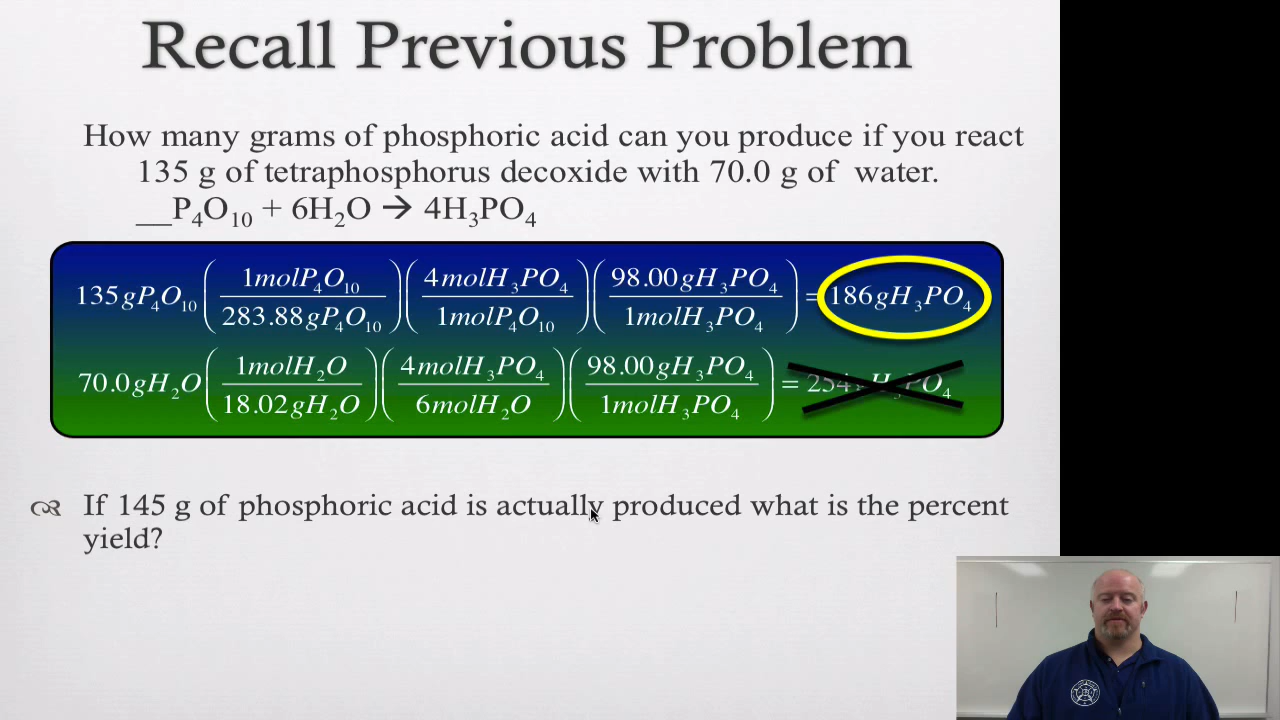 Recall Previous Problem
How many grams of phosphoric acid can you produce if you react
135 g of tetraphosphorus decoxide with 70.0 g of water.
__P₄O₁₀ + 6H₂O → 4H₃PO₄
135gP₄O₁₀ (1molP₄O₁₀ / 283.88gP₄O₁₀)(4molH₃PO₄ / 1molP₄O₁₀)(98.00gH₃PO₄ / 1molH₃PO₄) = 186gH₃PO₄
70.0gH₂O (1molH₂O / 18.02gH₂O)(4molH₃PO₄ / 6molH₂O)(98.00gH₃PO₄ / 1molH₃PO₄) = 254gH₃PO₄
If 145 g of phosphoric acid is actually produced what is the percent
yield?